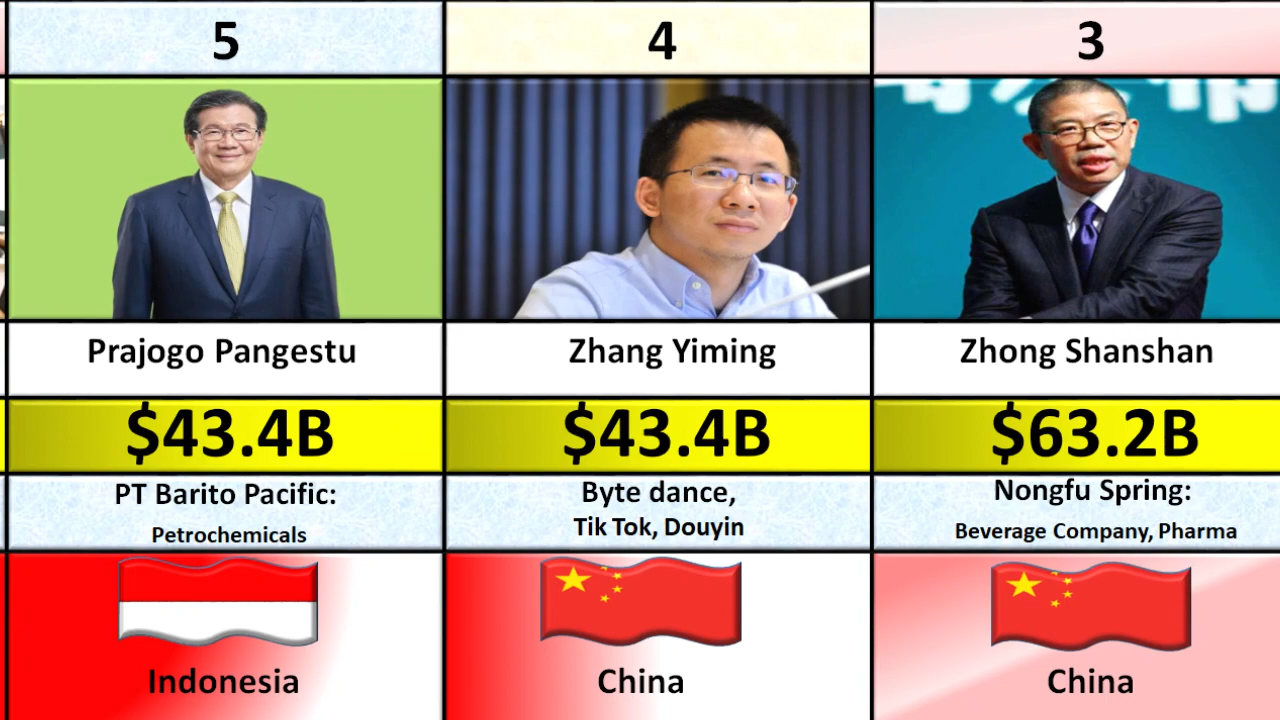 5
4
3
Prajogo Pangestu
Zhang Yiming
Zhong Shanshan
$43.4B
$43.4B
$63.2B
PT Barito Pacific:
Petrochemicals
Byte dance,
Tik Tok, Douyin
Nongfu Spring:
Beverage Company, Pharma
Indonesia
China
China